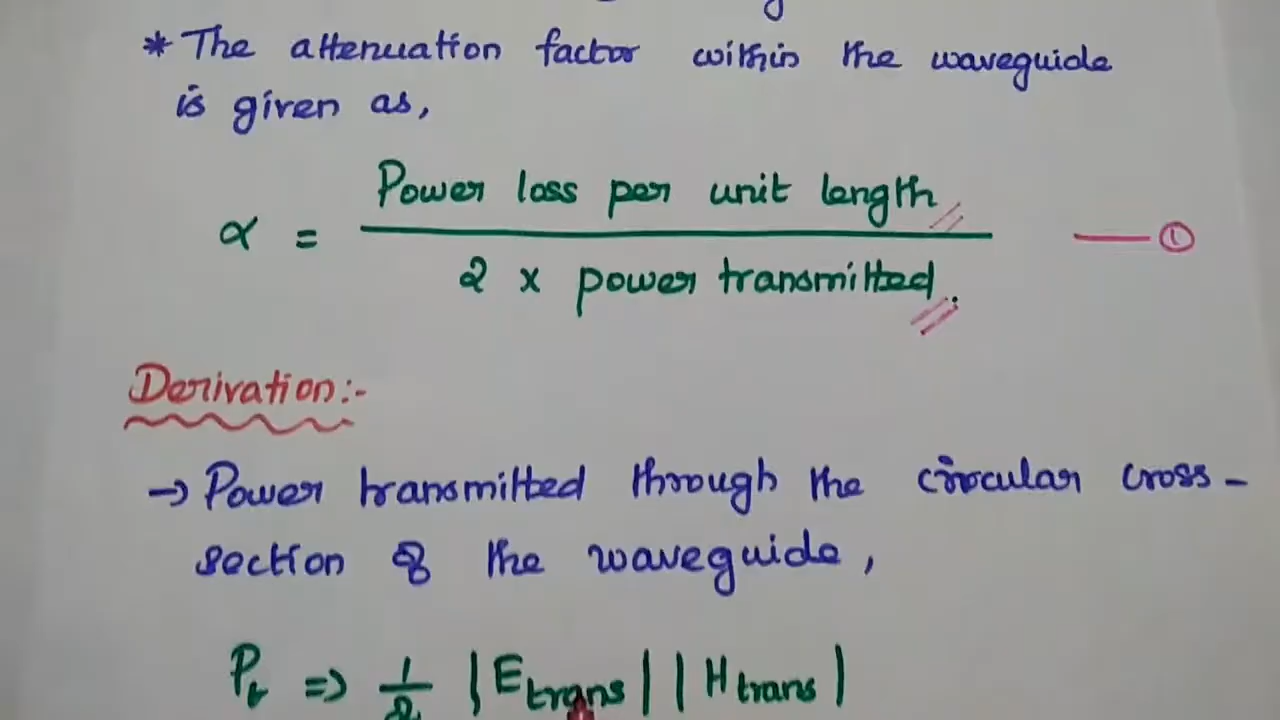 * The attenuation factor within the waveguide
is given as,
Power loss per unit length
α = ——— ①
2 x power transmitted.
Derivation:-
→ Power transmitted through the circular cross-
section of the waveguide,
Pt => 1/2 |Etrans| |Htrans|